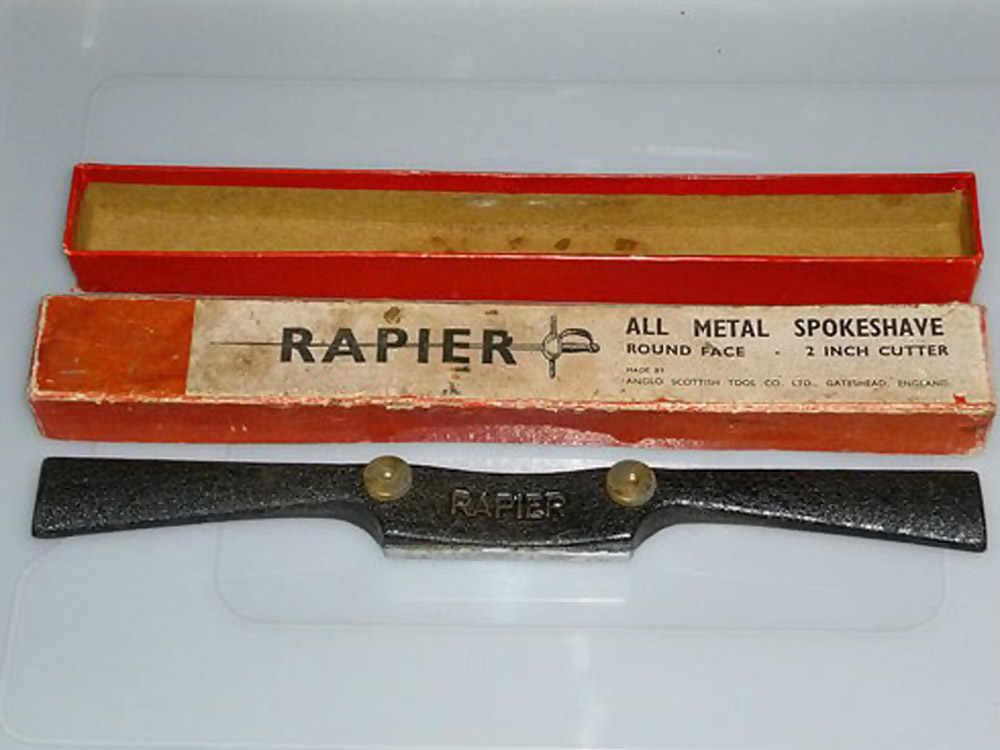 RAPIER
ALL METAL SPOKESHAVE
ROUND FACE - 2 INCH CUTTER
MADE BY
ANGLO SCOTTISH TOOL CO. LTD., GATESHEAD, ENGLAND.
RAPIER